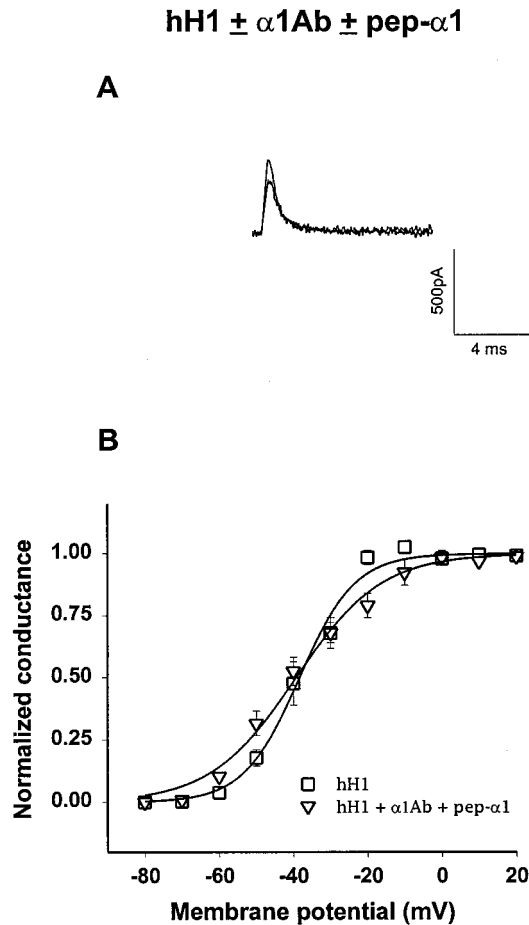 hH1 ± α1Ab ± pep-α1
A
500pA
4 ms
B
Normalized conductance
1.00
0.75
0.50
0.25
0.00
hH1
hH1 + α1Ab + pep-α1
-80 -60 -40 -20 0 20
Membrane potential (mV)